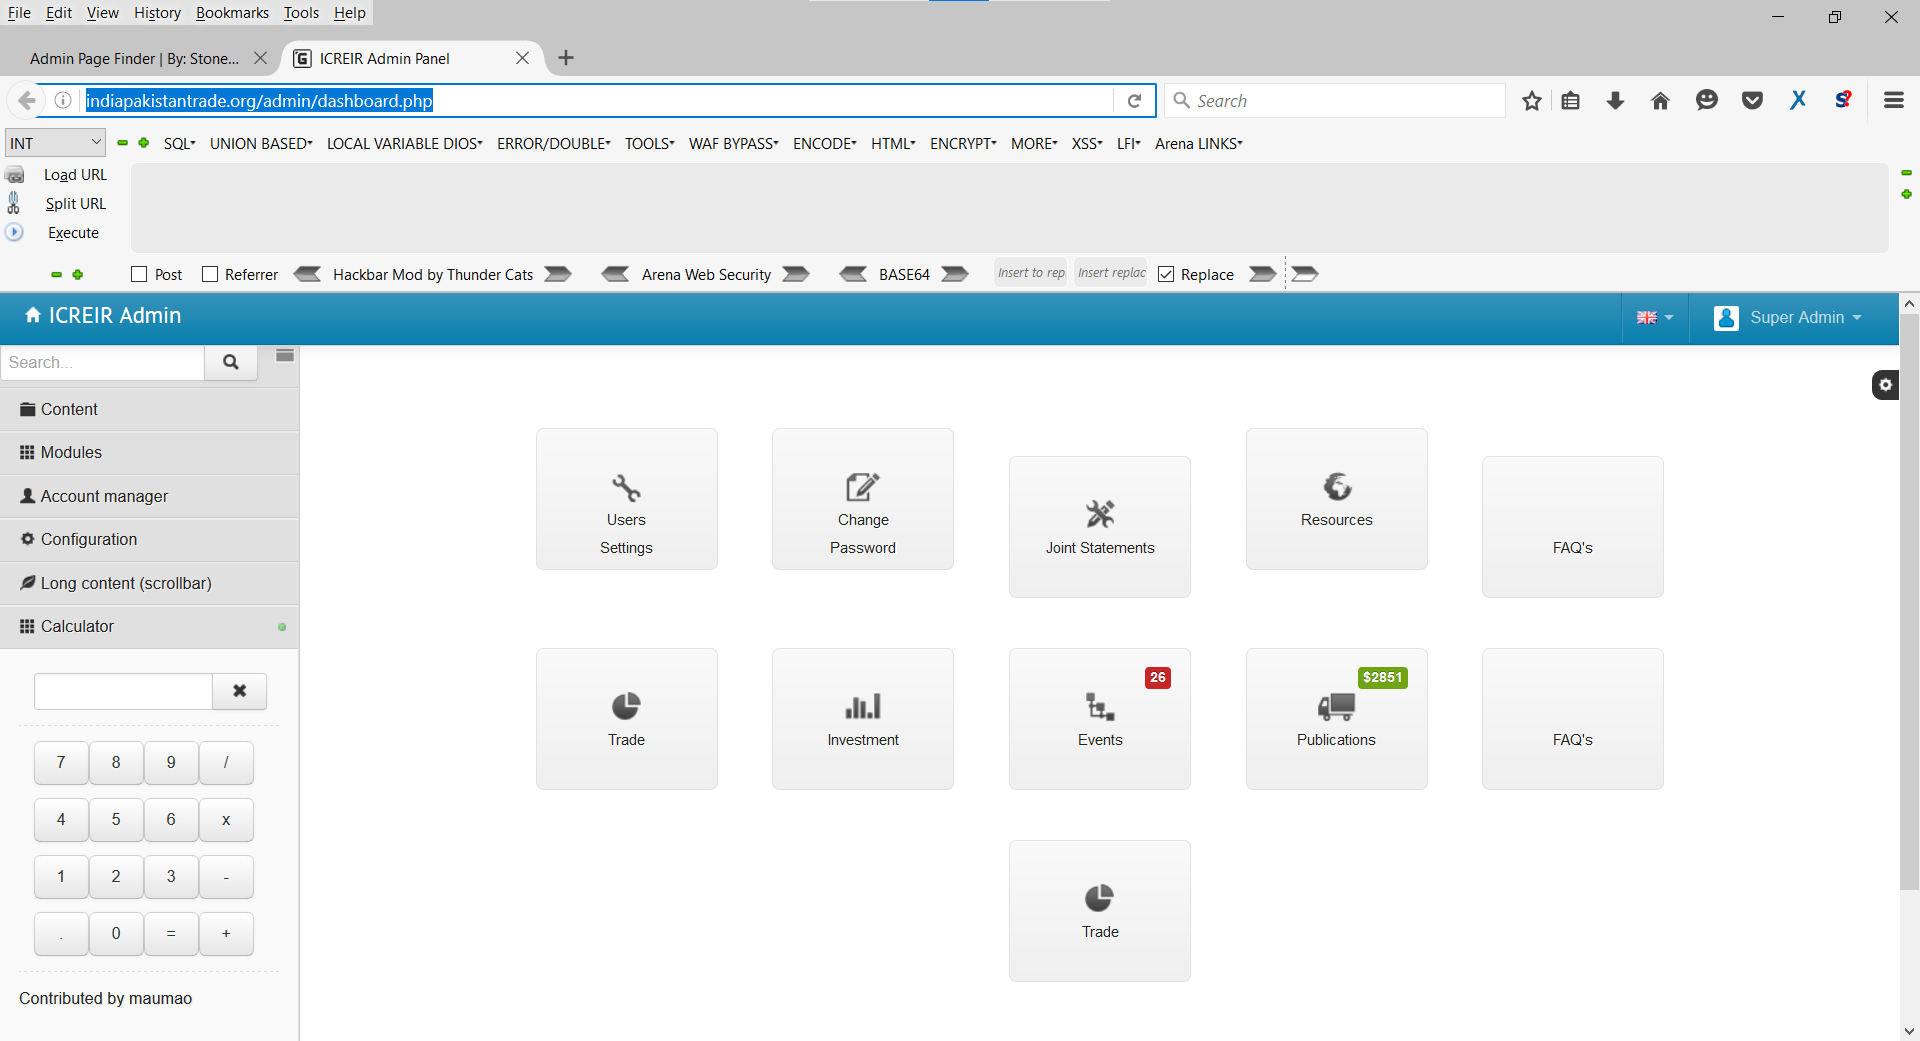 File Edit View History Bookmarks Tools Help
Admin Page Finder | By: Stone...
ICREIR Admin Panel
indiapakistantrade.org/admin/dashboard.php
Search
INT SQL UNION BASED LOCAL VARIABLE DIOS ERROR/DOUBLE TOOLS WAF BYPASS ENCODE HTML ENCRYPT MORE XSS LFI Arena LINKS
Load URL
Split URL
Execute
Post Referrer Hackbar Mod by Thunder Cats Arena Web Security BASE64 Insert to rep Insert replac Replace
ICREIR Admin
Super Admin
Search...
Content
Modules
Account manager
Configuration
Long content (scrollbar)
Calculator
7 8 9 /
4 5 6 x
1 2 3 -
. 0 = +
Contributed by maumao
Users
Settings
Change
Password
Joint Statements
Resources
FAQ's
Trade
Investment
26
Events
$2851
Publications
FAQ's
Trade